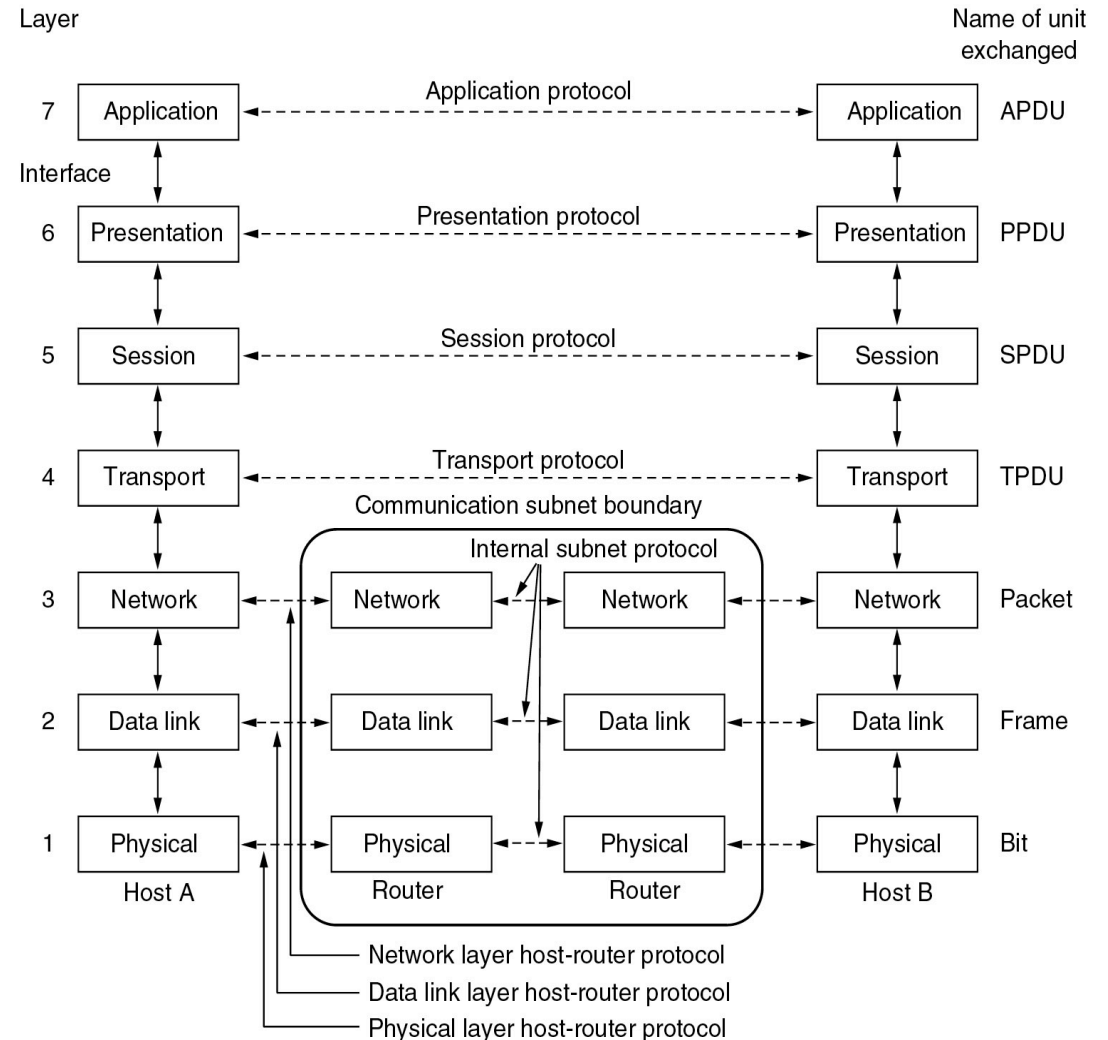 Layer
Name of unit
exchanged
Application protocol
7 Application Application APDU
Interface
Presentation protocol
6 Presentation Presentation PPDU
Session protocol
5 Session Session SPDU
Transport protocol
4 Transport Transport TPDU
Communication subnet boundary
Internal subnet protocol
3 Network Network Network Network Packet
2 Data link Data link Data link Data link Frame
1 Physical Physical Physical Physical Bit
Host A Router Router Host B
Network layer host-router protocol
Data link layer host-router protocol
Physical layer host-router protocol